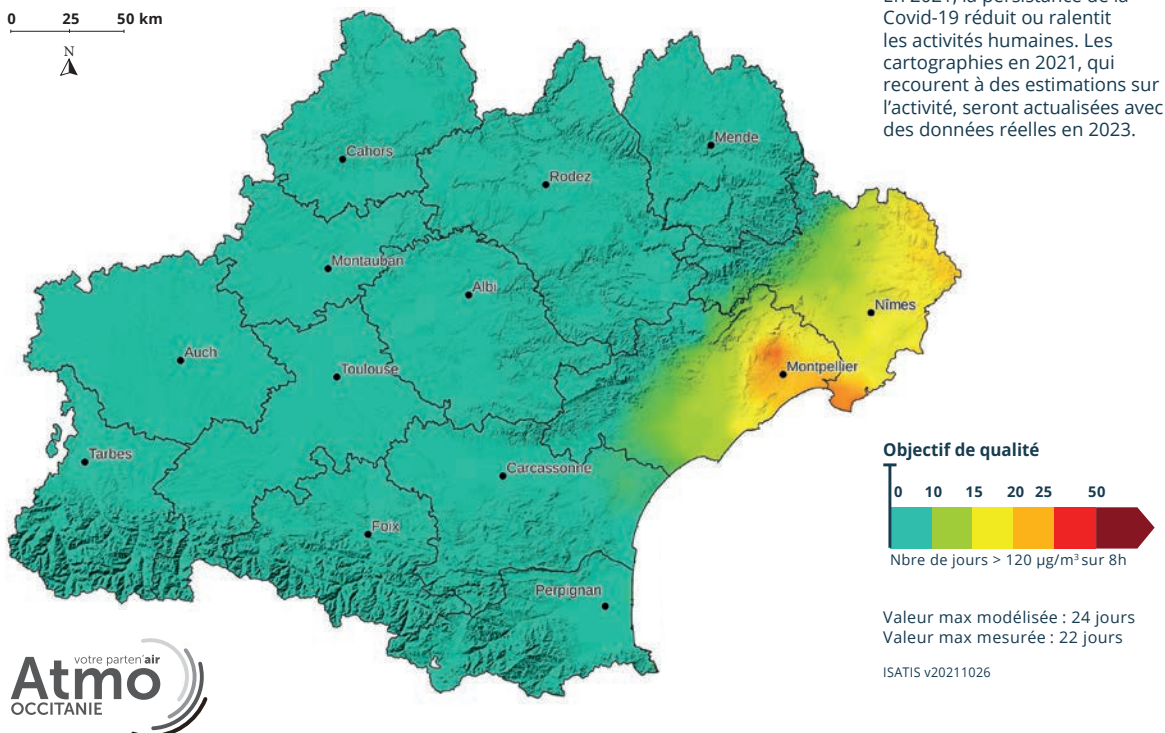 En 2021, la persistance de la
Covid-19 réduit ou ralentit
les activités humaines. Les
cartographies en 2021, qui
recourent à des estimations sur
l'activité, seront actualisées avec
des données réelles en 2023.
0 25 50 km
N
Cahors
Mende
Rodez
Montauban
Albi
Nîmes
Auch
Toulouse
Montpellier
Tarbes
Carcassonne
Foix
Perpignan
Objectif de qualité
0 10 15 20 25 50
Nbre de jours > 120 µg/m³ sur 8h
Valeur max modélisée : 24 jours
Valeur max mesurée : 22 jours
ISATIS v20211026
votre parten'air
Atmo
OCCITANIE